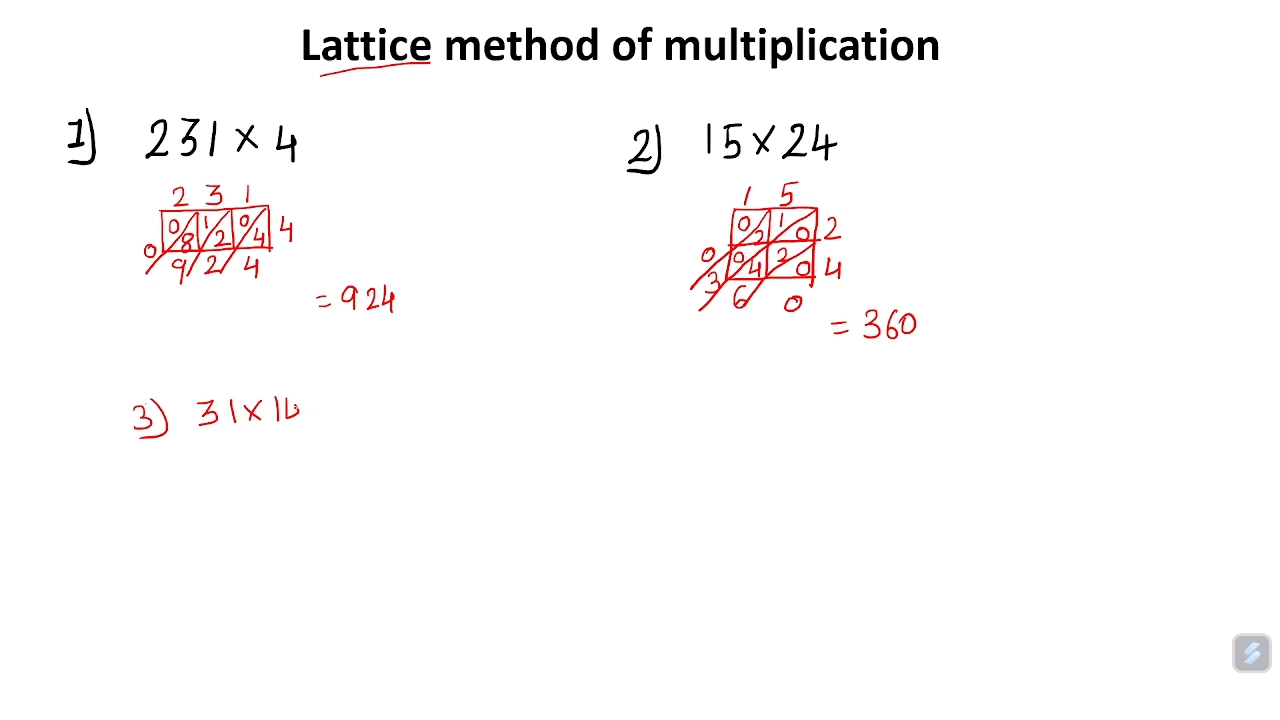 Lattice method of multiplication
1) 231 × 4
2 3 1
0 1 0 4
8 2 4
0
9 2 4
= 924
2) 15 × 24
1 5
0 1 2
2 0
0
0 2 4
4 0
3
6 0
= 360
3) 31 × 14